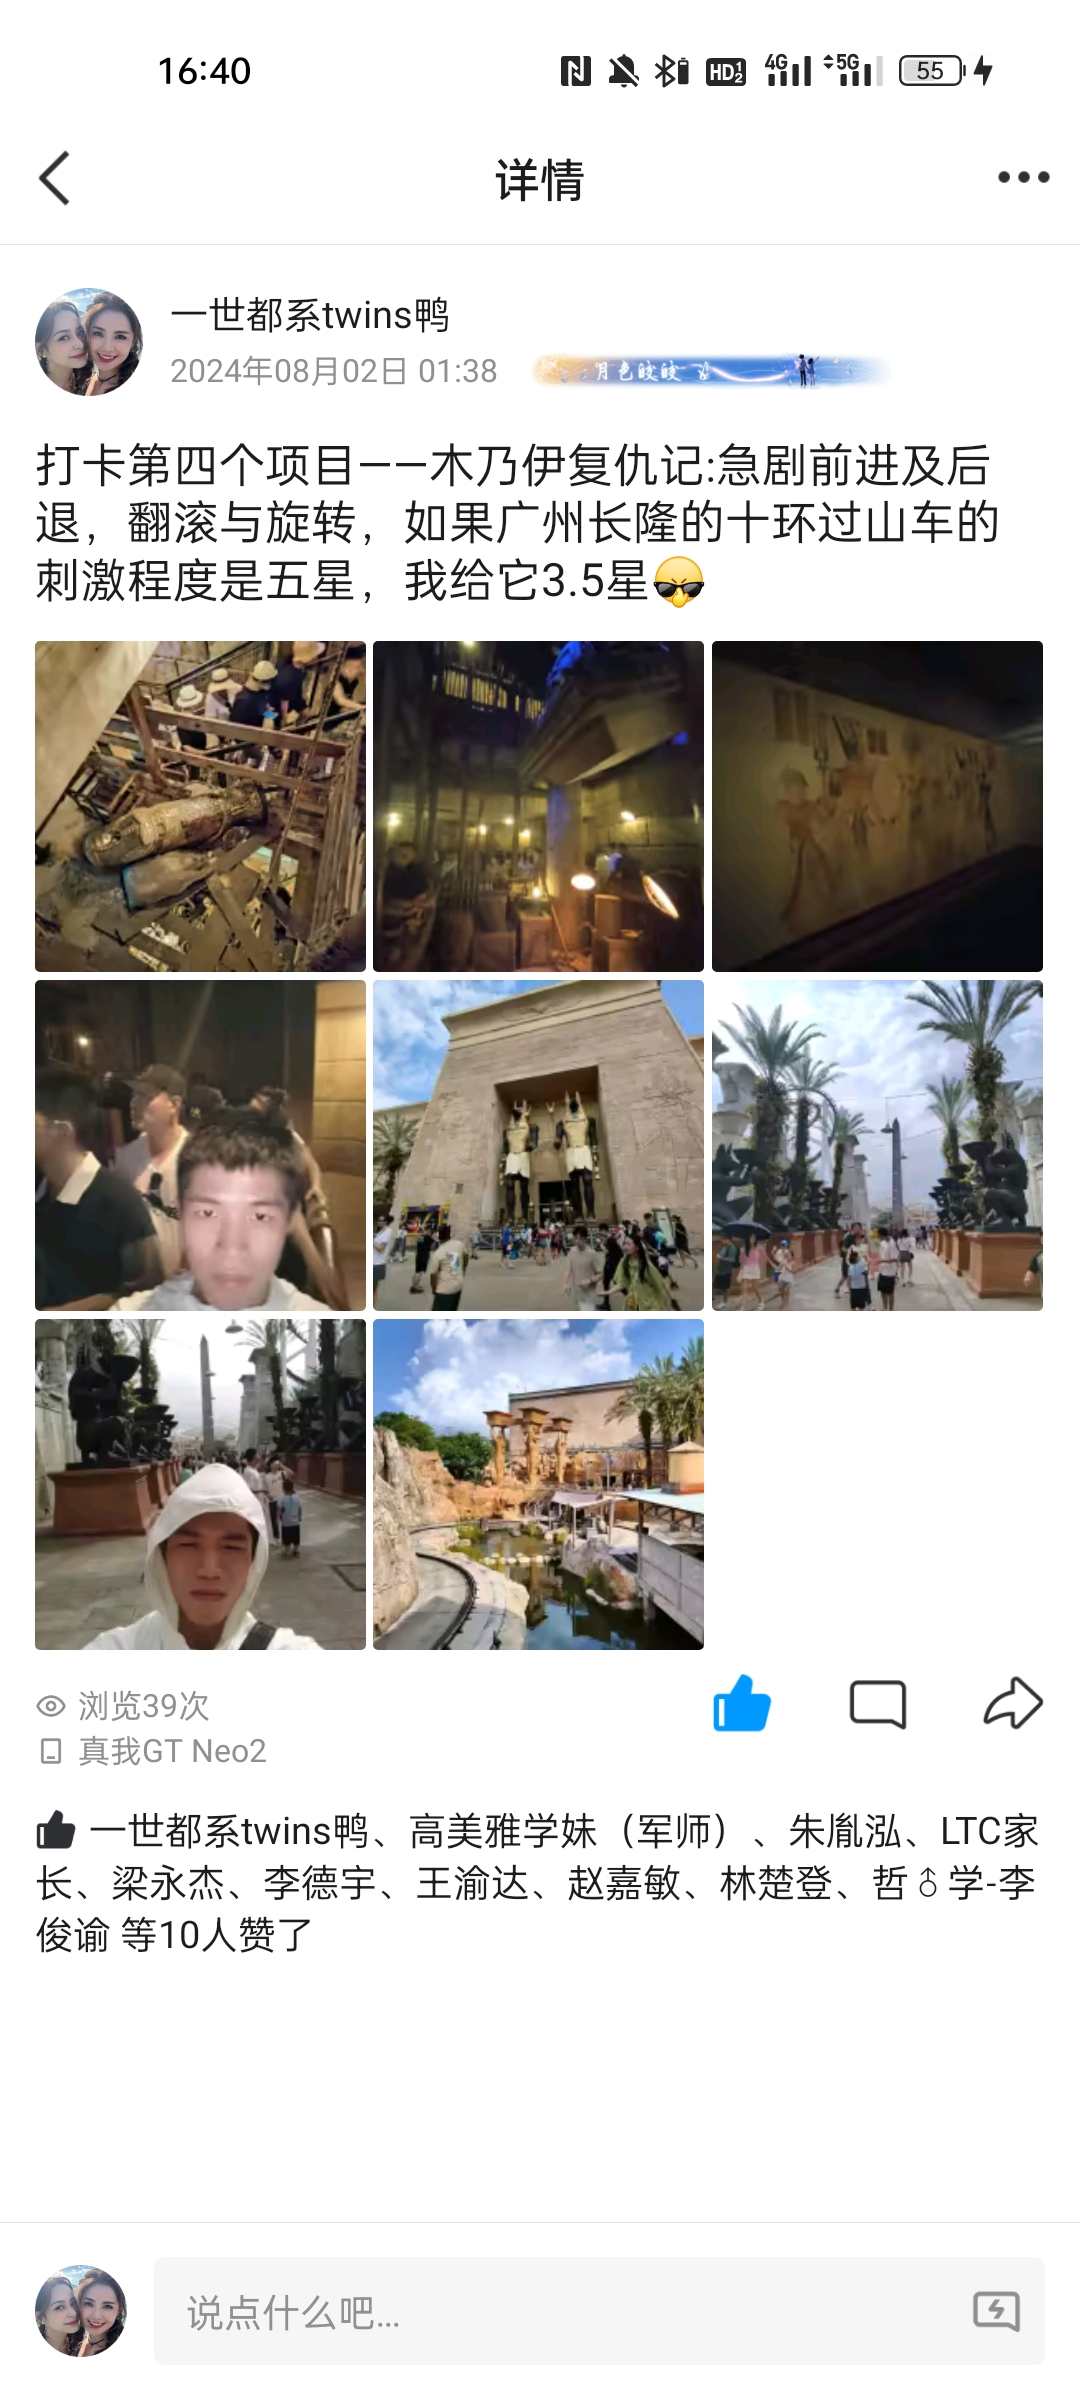 16:40
HD 1 2 4G 5G 55
详情
一世都系twins鸭
2024年08月02日 01:38 月色皎皎
打卡第四个项目——木乃伊复仇记:急剧前进及后
退，翻滚与旋转，如果广州长隆的十环过山车的
刺激程度是五星，我给它3.5星
浏览39次
真我GT Neo2
一世都系twins鸭、高美雅学妹（军师）、朱胤泓、LTC家
长、梁永杰、李德宇、王渝达、赵嘉敏、林楚登、哲♂学-李
俊谕 等10人赞了
说点什么吧...